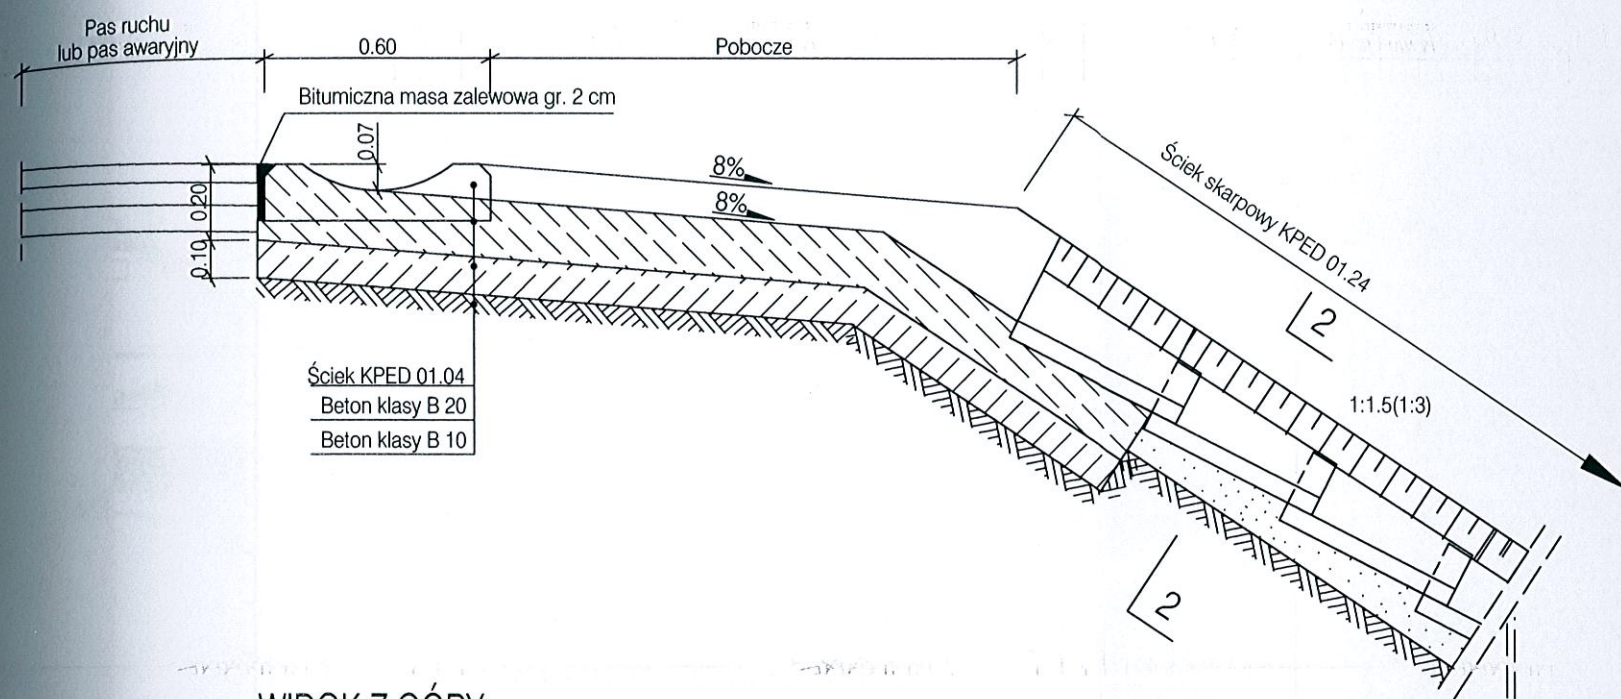 Pas ruchu
lub pas awaryjny
0.60
Pobocze
Bitumiczna masa zalewowa gr. 2 cm
0.07
8%
8%
0.20
0.10
Ściek skarpowy KPED 01.24
2
1:1.5(1:3)
Ściek KPED 01.04
Beton klasy B 20
Beton klasy B 10
2
WIDOK Z GÓRY